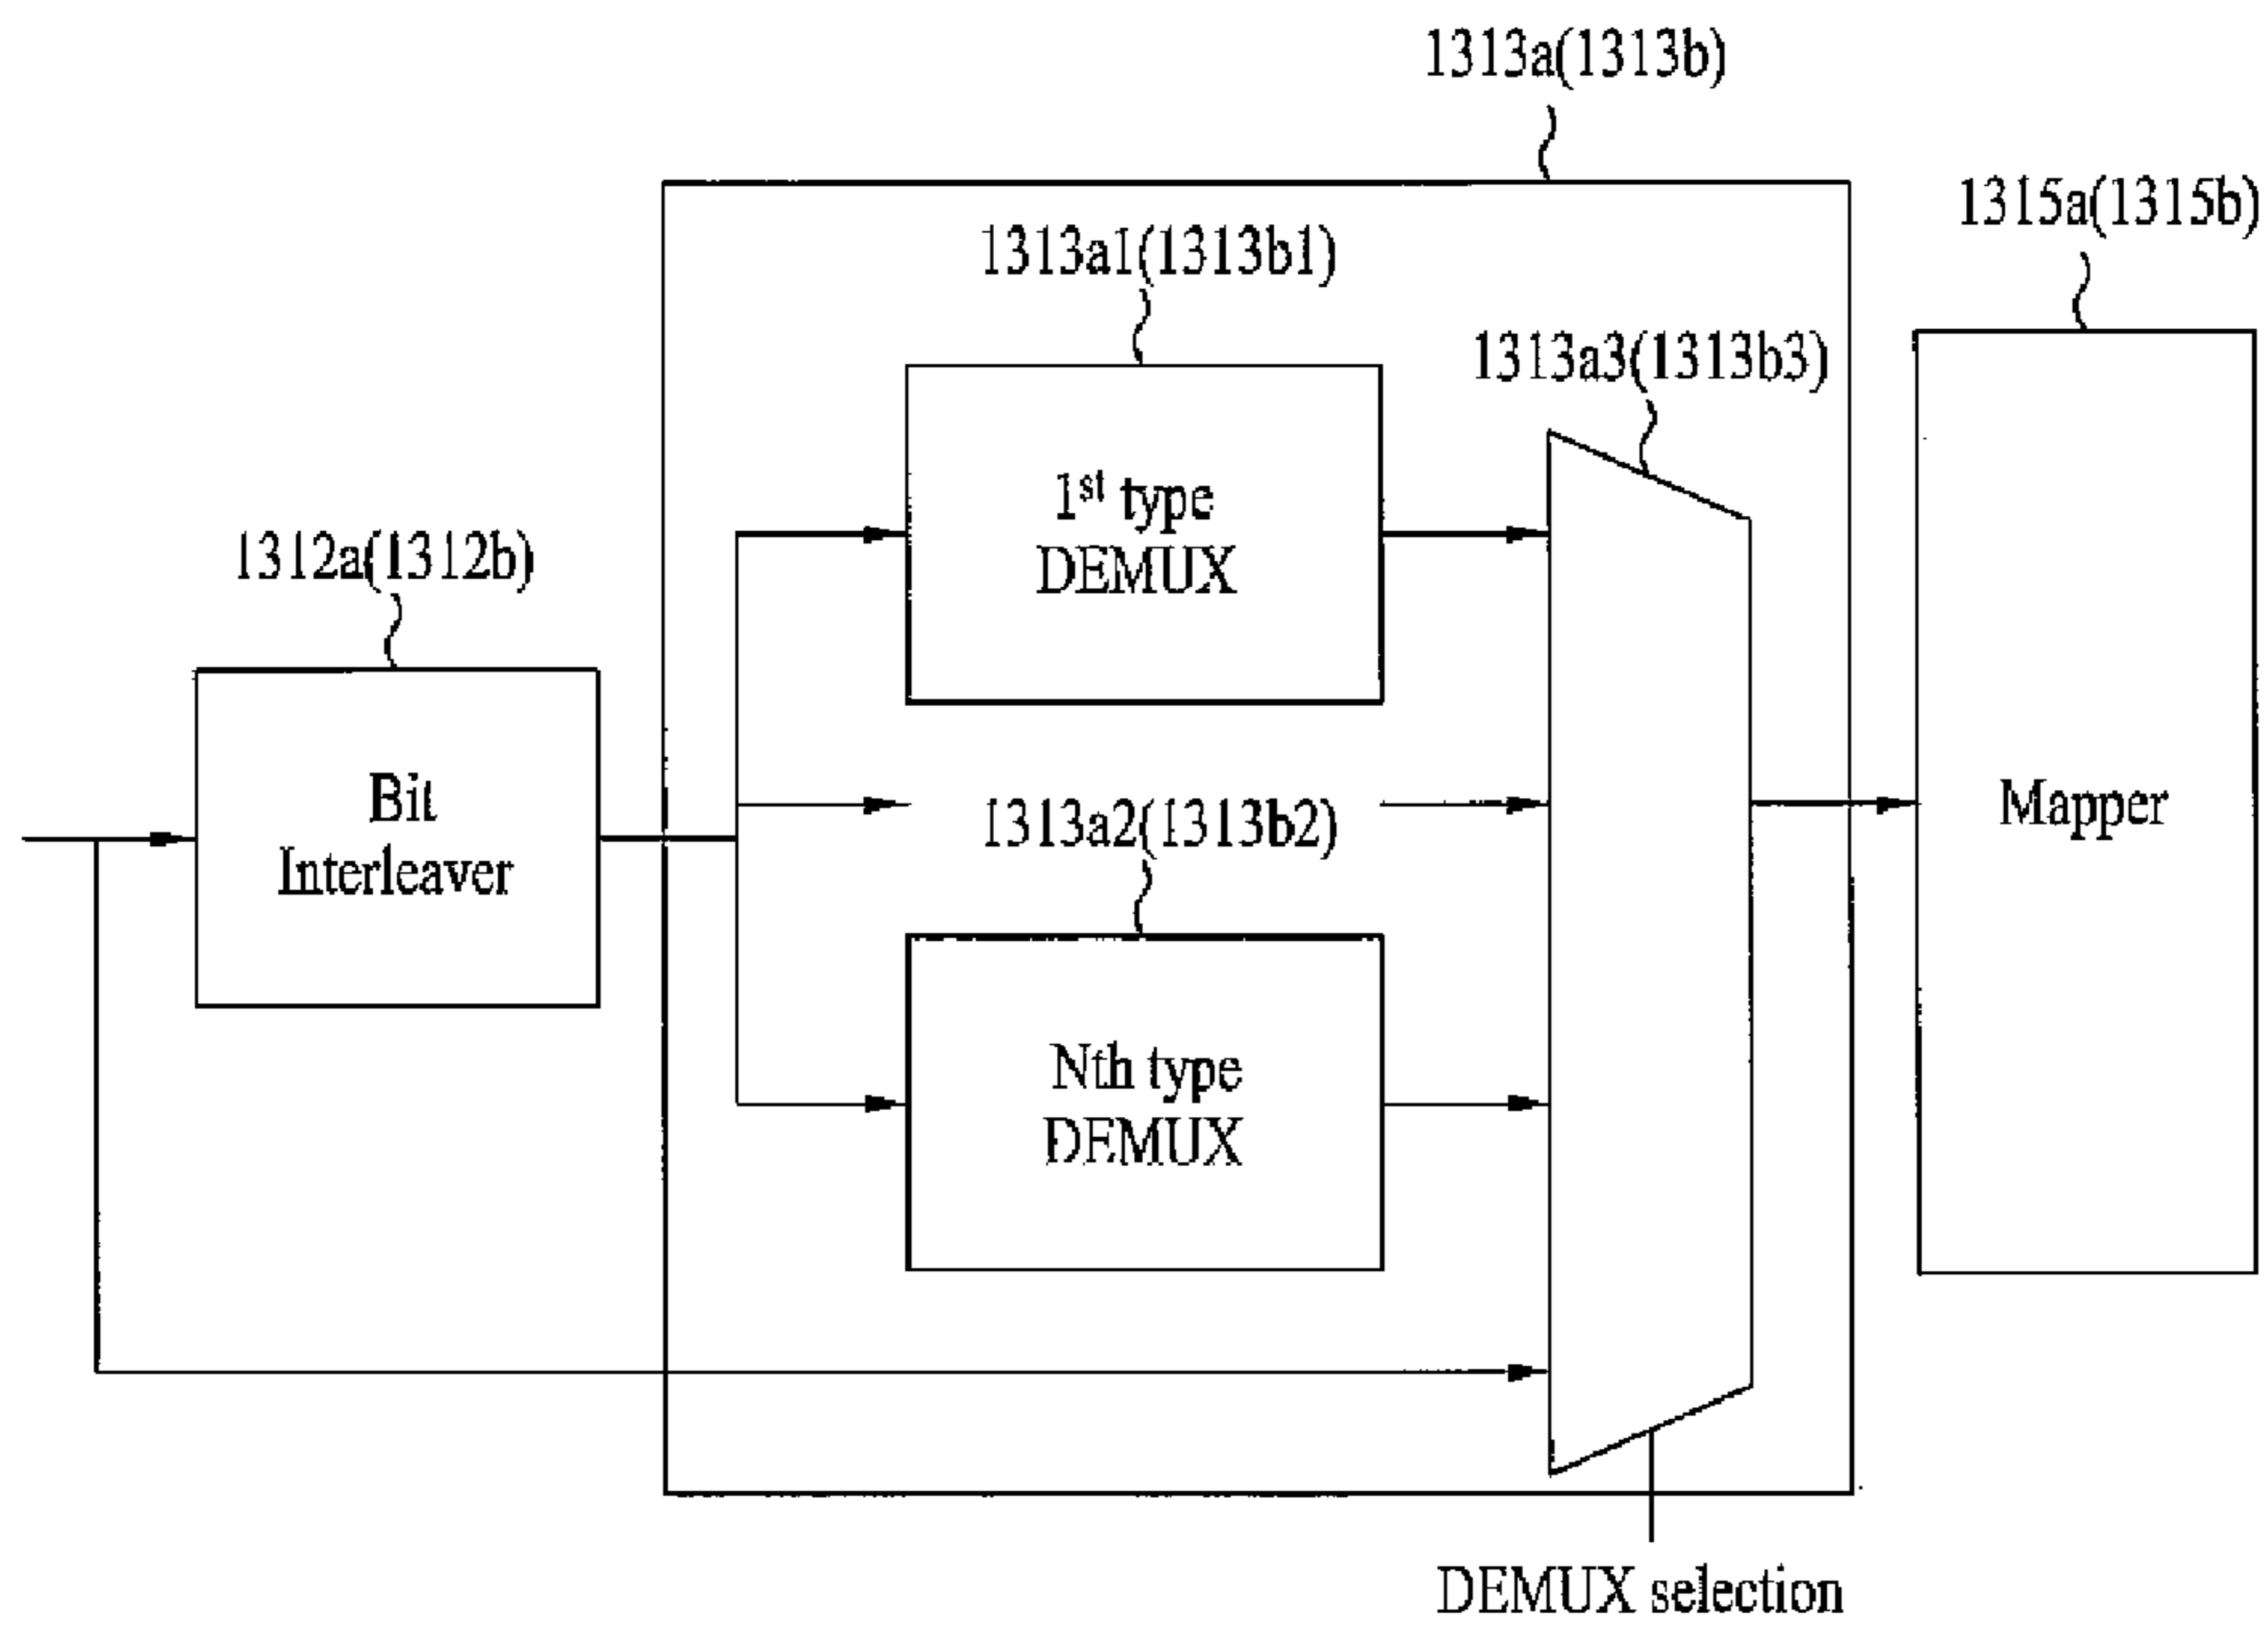 1313a(1313b)
1315a(1315b)
1313a1(1313b1)
1313a3(1313b3)
1st type
DEMUX
1312a(1312b)
Bit
Interleaver
1313a2(1313b2)
Mapper
Nth type
DEMUX
DEMUX selection